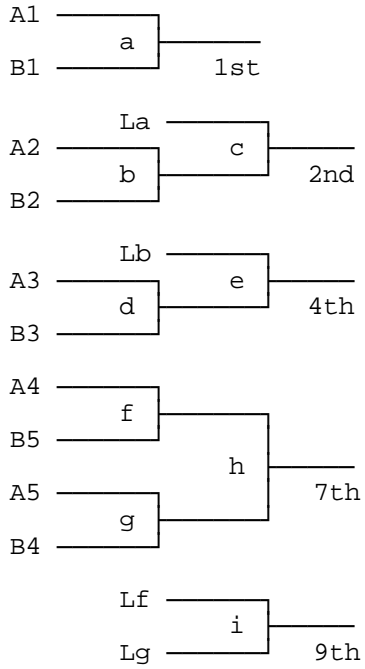 A1
a
B1 1st
La
A2 c
b 2nd
B2
Lb
A3 e
d 4th
B3
A4
f
B5
h
A5 7th
g
B4
Lf
i
Lg 9th